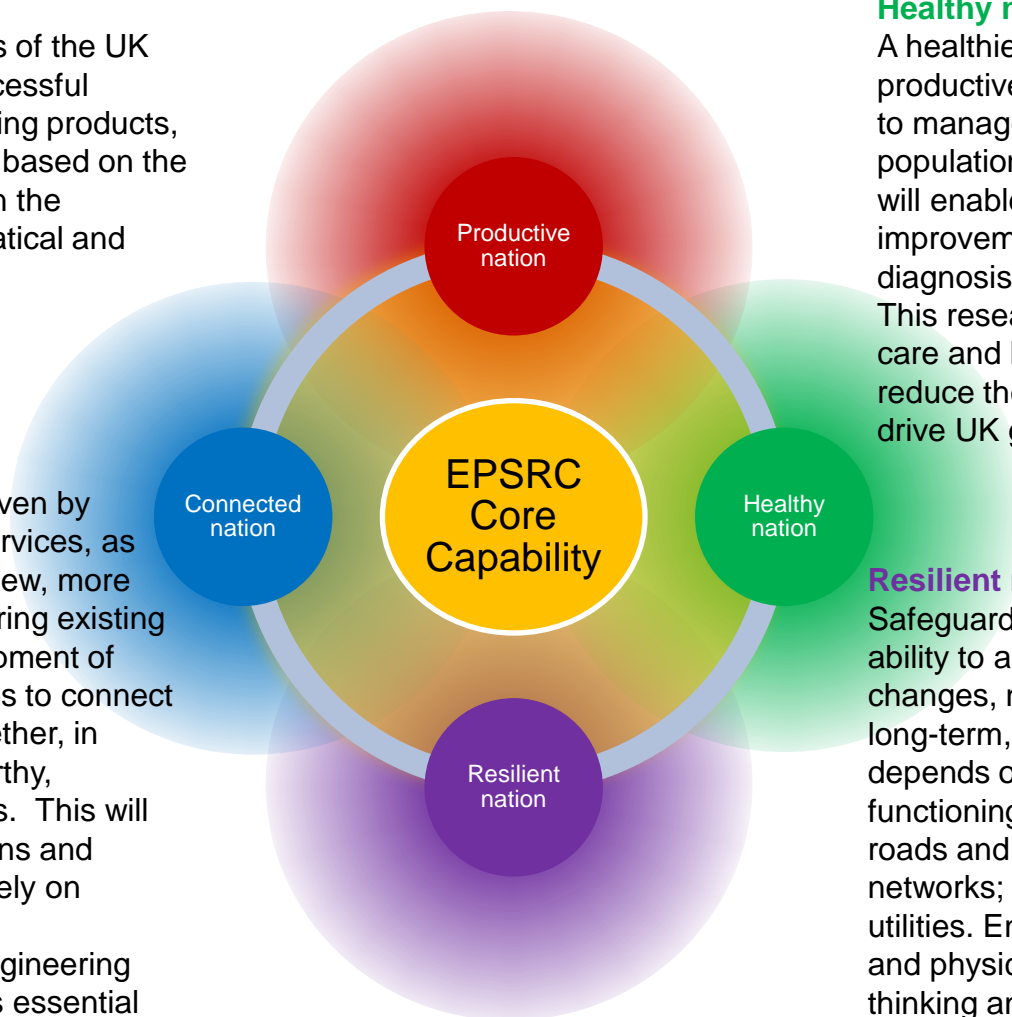 s of the UK
cessful
ing products,
based on the
n the
atical and
ven by
ervices, as
ew, more
ring existing
pment of
s to connect
ether, in
rthy,
s. This will
ns and
ely on
gineering
s essential
Productive
nation
Connected
nation
EPSRC
Core
Capability
Healthy
nation
Resilient
nation
Healthy n
A healthie
productive
to manag
population
will enable
improvem
diagnosis
This resea
care and
reduce the
drive UK g
Resilient
Safeguard
ability to a
changes, r
long-term,
depends o
functioning
roads and
networks;
utilities. En
and physic
thinking an